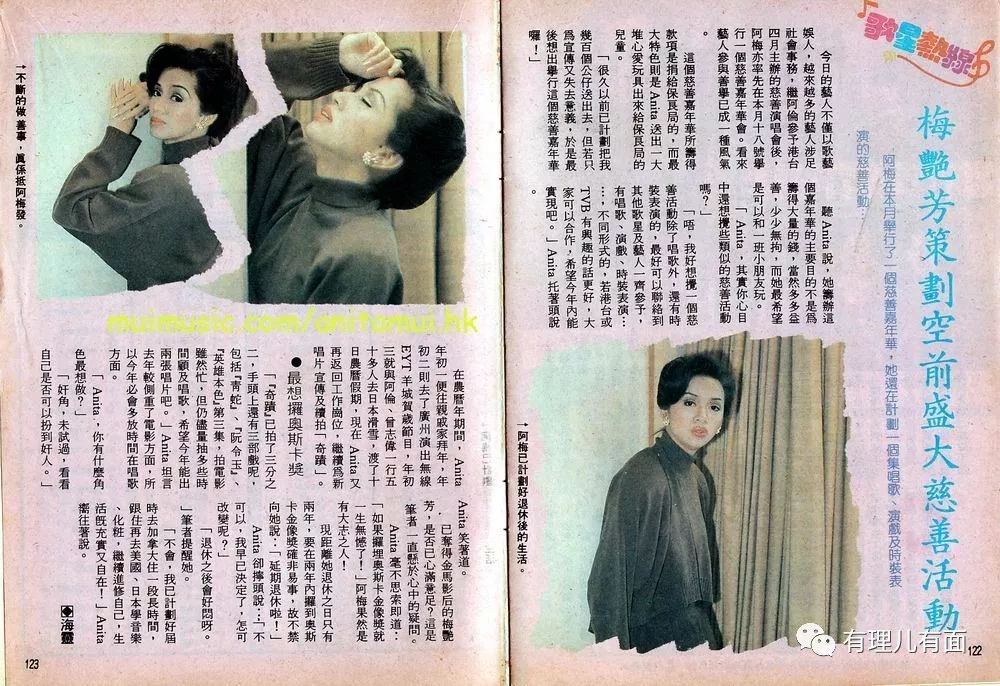 歌星熱線
梅艷芳策劃空前盛大慈善活動
阿梅在本月舉行了一個慈善嘉年華，她還在計劃一個集唱歌、演戲及時裝表
演的慈善活動…
今日的藝人不僅以歌藝
娛人，越來越多的藝人涉足
社會事務，繼阿倫參予港台
四月主辦的慈善演唱會後，
阿梅亦率先在本月十八號舉
行一個慈善嘉年華會。看來
藝人參與善舉已成一種風氣
。
這個慈善嘉年華所籌得
款項是捐給保良局的，而最
大特色則是Anita送出一大
堆心愛玩具出來給保良局的
兒童。
「很久以前已計劃把我
幾百個公仔送出去，但若只
爲宣傳又失去意義，於是最
後想出舉行這個慈善嘉年華
囉！
聽Anita說，她籌辦這
個嘉年華的主要目的不是爲
籌得大量的錢，當然多多益
善，少少無拘，而她最希望
是可以和一班小朋友玩。
「Anita，其實你心目
中還想攪些類似的慈善活動
嗎？」
「唔，我好想攪一個慈
善活動除了唱歌外，還有時
裝表演的，最好可以聯絡到
其他歌星及藝人一齊參予，
有唱歌、演戲、時裝表演…
…，不同形式的，若港台或
TVB有興趣的話更好，大
家可以合作，希望今年內能
實現吧。」Anita托著頭說
。
→阿梅已計劃好退休後的生活。
122
→不斷的做善事，眞係抵阿梅發。
muimusic.com/anitamui.hk
在農曆年期間，Anita
年初一便往親戚家拜年，年
初二則去了廣州演出無線
EYT羊城賀歲節目，年初
三就與阿倫、曾志偉一行五
十多人去日本滑雪，渡了十
日農曆假期，現在Anita又
再返回工作崗位，繼續爲新
唱片宣傳及續拍「奇蹟」。
●最想攞奧斯卡獎
「『奇蹟』已拍了三分之
二，手頭上還有三部戲呢，
包括『青蛇』、『阮令玉』、
『英雄本色』第三集，拍電影
雖然忙，但仍儘量抽多些時
間顧及唱歌，希望今年能出
兩張唱片吧。」Anita坦言
去年較側重了電影方面，所
以今年必會多放時間在唱歌
方面。
「Anita，你有什麼角
色最想做？」
「奸角，未試過，看看
自己是否可以扮到奸人。」
Anita笑著道。
已奪得金馬影后的梅艷
芳，是否已心滿意足？這是
筆者一直懸於心中的疑問。
Anita毫不思索即道：
「如果攞埋奧斯卡金像獎就
一生無憾了！」阿梅果然是
有大志之人！
現距離她退休之日只有
兩年，要在兩年內攞到奧斯
卡金像獎確非易事，故不禁
向她說：「延期退休啦！」
Anita卻擰頭說：「不
可以，我早已決定了，怎可
改變呢？」
「退休之後會好悶呀。
」筆者提醒她。
「不會，我已計劃好屆
時去加拿大住一段長時間，
跟住再去美國、日本學音樂
、化粧，繼續進修自己，生
活旣充實又自在！」Anita
嚮往著說。
◆海靈
123
有理儿有面